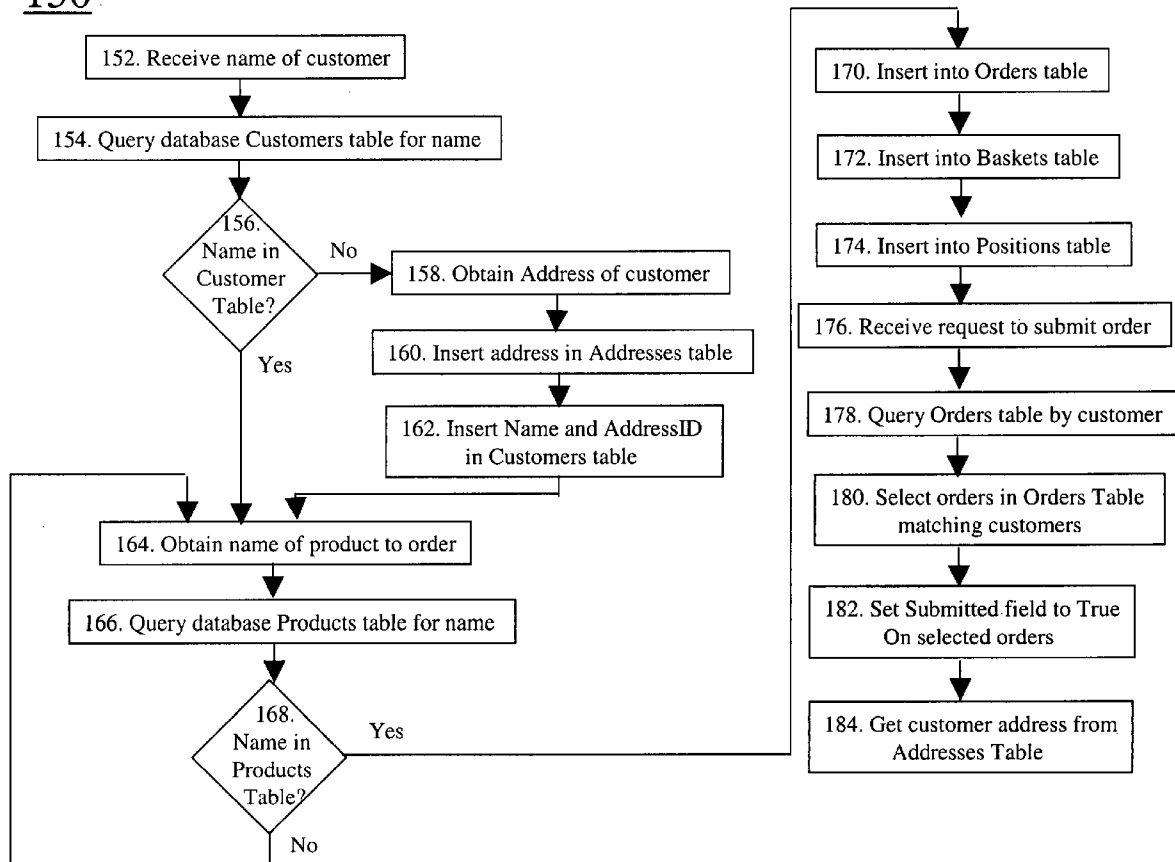 150
152. Receive name of customer
154. Query database Customers table for name
156.
Name in
Customer
Table?
No
Yes
158. Obtain Address of customer
160. Insert address in Addresses table
162. Insert Name and AddressID
in Customers table
164. Obtain name of product to order
166. Query database Products table for name
168.
Name in
Products
Table?
Yes
No
170. Insert into Orders table
172. Insert into Baskets table
174. Insert into Positions table
176. Receive request to submit order
178. Query Orders table by customer
180. Select orders in Orders Table
matching customers
182. Set Submitted field to True
On selected orders
184. Get customer address from
Addresses Table